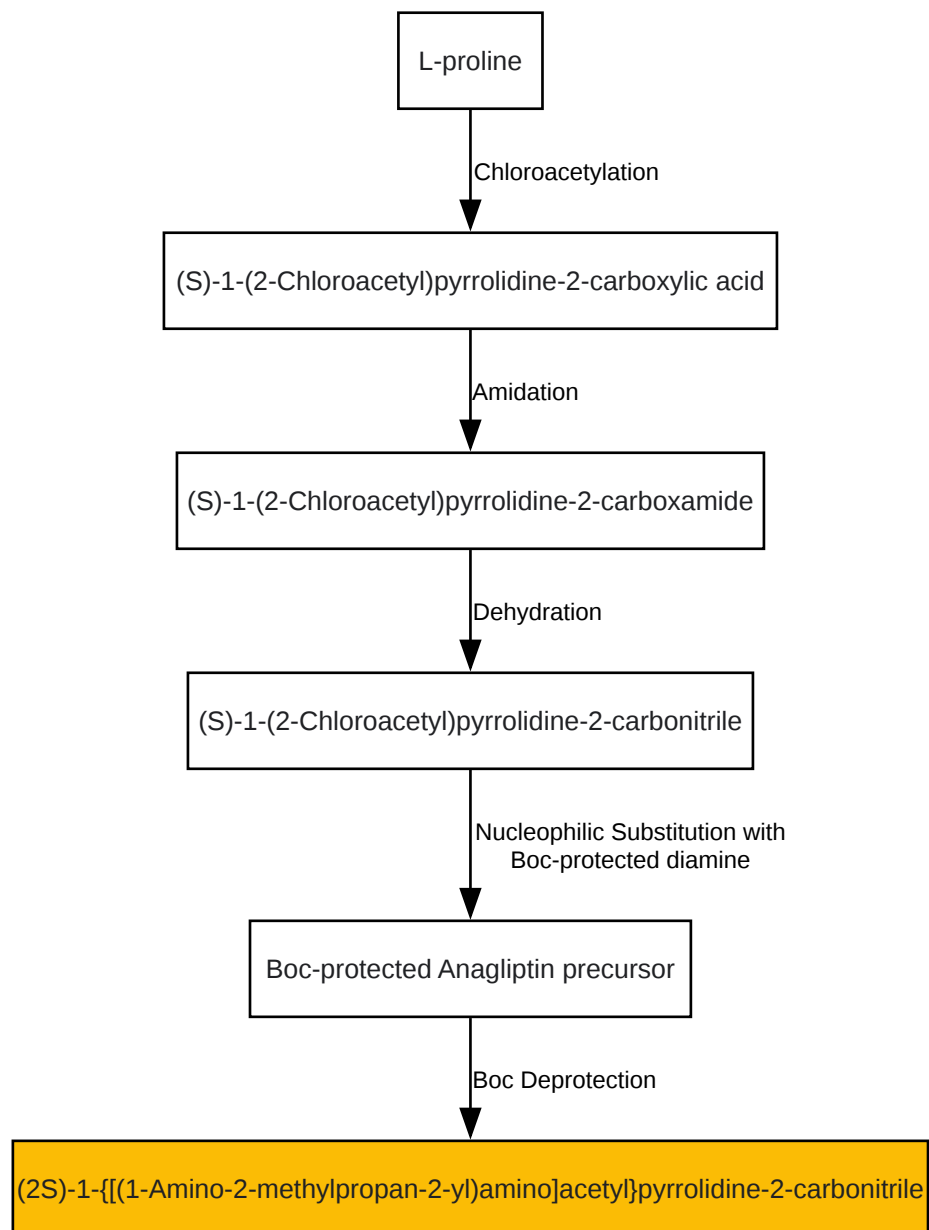 L-proline
Chloroacetylation
(S)-1-(2-Chloroacetyl)pyrrolidine-2-carboxylic acid
Amidation
(S)-1-(2-Chloroacetyl)pyrrolidine-2-carboxamide
Dehydration
(S)-1-(2-Chloroacetyl)pyrrolidine-2-carbonitrile
Nucleophilic Substitution with
Boc-protected diamine
Boc-protected Anagliptin precursor
Boc Deprotection
(2S)-1-{[(1-Amino-2-methylpropan-2-yl)amino]acetyl}pyrrolidine-2-carbonitrile